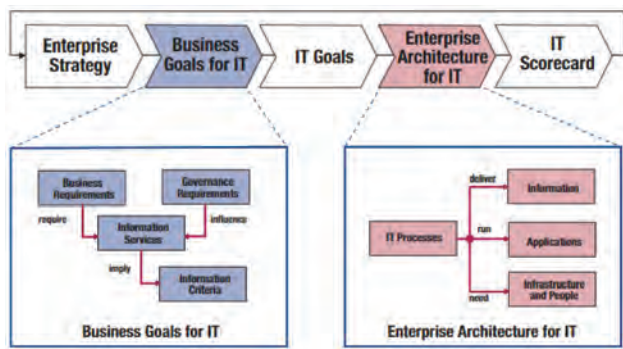 Enterprise
Strategy
Business
Goals for IT
IT Goals
Enterprise
Architecture
for IT
IT
Scorecard
Business
Requirements
Governance
Requirements
require
influence
Information
Services
imply
Information
Criteria
Business Goals for IT
deliver
Information
IT Processes
run
Applications
need
Infrastructure
and People
Enterprise Architecture for IT